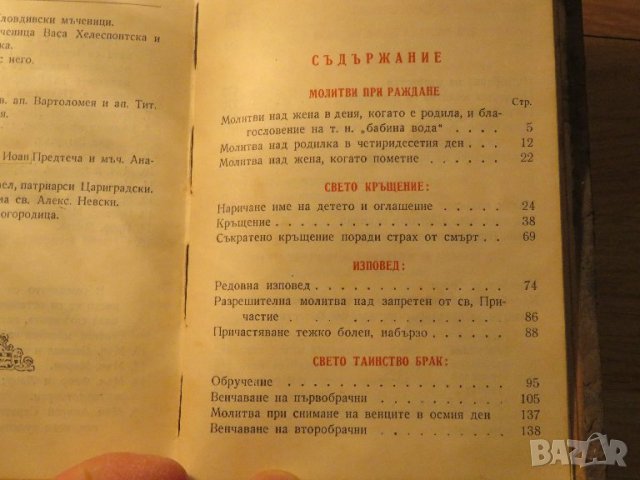 ловдивски мъченици.
ченица Васа Хелеспонтска и
ка.
с него.
в. ап. Вартоломея и ап. Тит.
я.
Иоан Предтеча и мъч. Ана-
ел, патриарси Цариградски.
ма св. Алекс. Невски.
огородица.
СЪДЪРЖАНИЕ
МОЛИТВИ ПРИ РАЖДАНЕ
Стр.
Молитви над жена в деня, когато е родила, и бла-
гословение на т. н. „бабина вода“ . . . . 5
Молитва над родилка в четиридесетия ден . . 12
Молитва над жена, когато пометне . . . . 22
СВЕТО КРЪЩЕНИЕ:
Наричане име на детето и оглашение . . . . 24
Кръщение . . . . . . . . . . . . 38
Съкратено кръщение поради страх от смърт . . 69
ИЗПОВЕД:
Редовна изповед . . . . . . . . . . 74
Разрешителна молитва над запретен от св, При-
частие . . . . . . . . . . . . 86
Причастяване тежко болен, набързо . . . . 88
СВЕТО ТАИНСТВО БРАК:
Обручение . . . . . . . . . . . . 95
Венчаване на първобрачни . . . . . . . 105
Молитва при снимане на венците в осмия ден 137
Венчаване на второбрачни . . . . . . . 138
BAZAR
bg